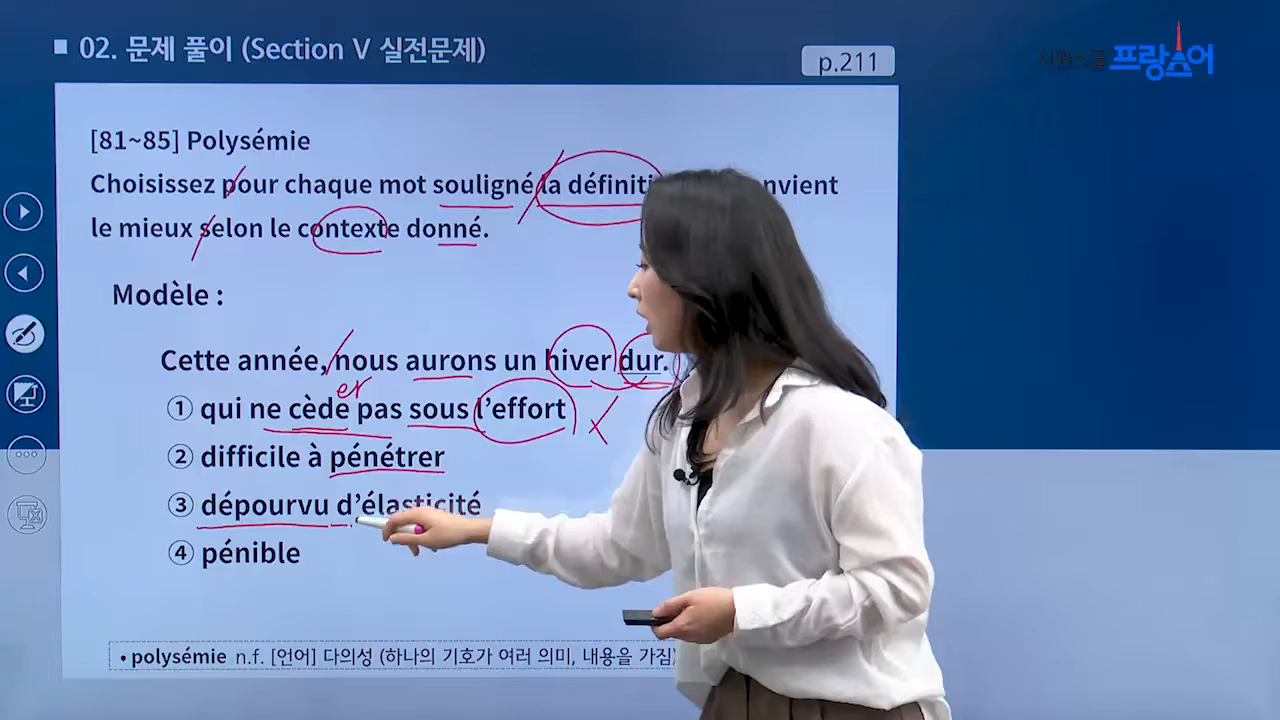 02. 문제 풀이 (Section V 실전문제)
p.211
시원스쿨 프랑스어
[81~85] Polysémie
Choisissez pour chaque mot souligné la définiti nvient
le mieux selon le contexte donné.
Modèle :
Cette année, nous aurons un hiver dur.
er
① qui ne cède pas sous l’effort
② difficile à pénétrer
③ dépourvu d’élasticité
④ pénible
• polysémie n.f. [언어] 다의성 (하나의 기호가 여러 의미, 내용을 가짐)